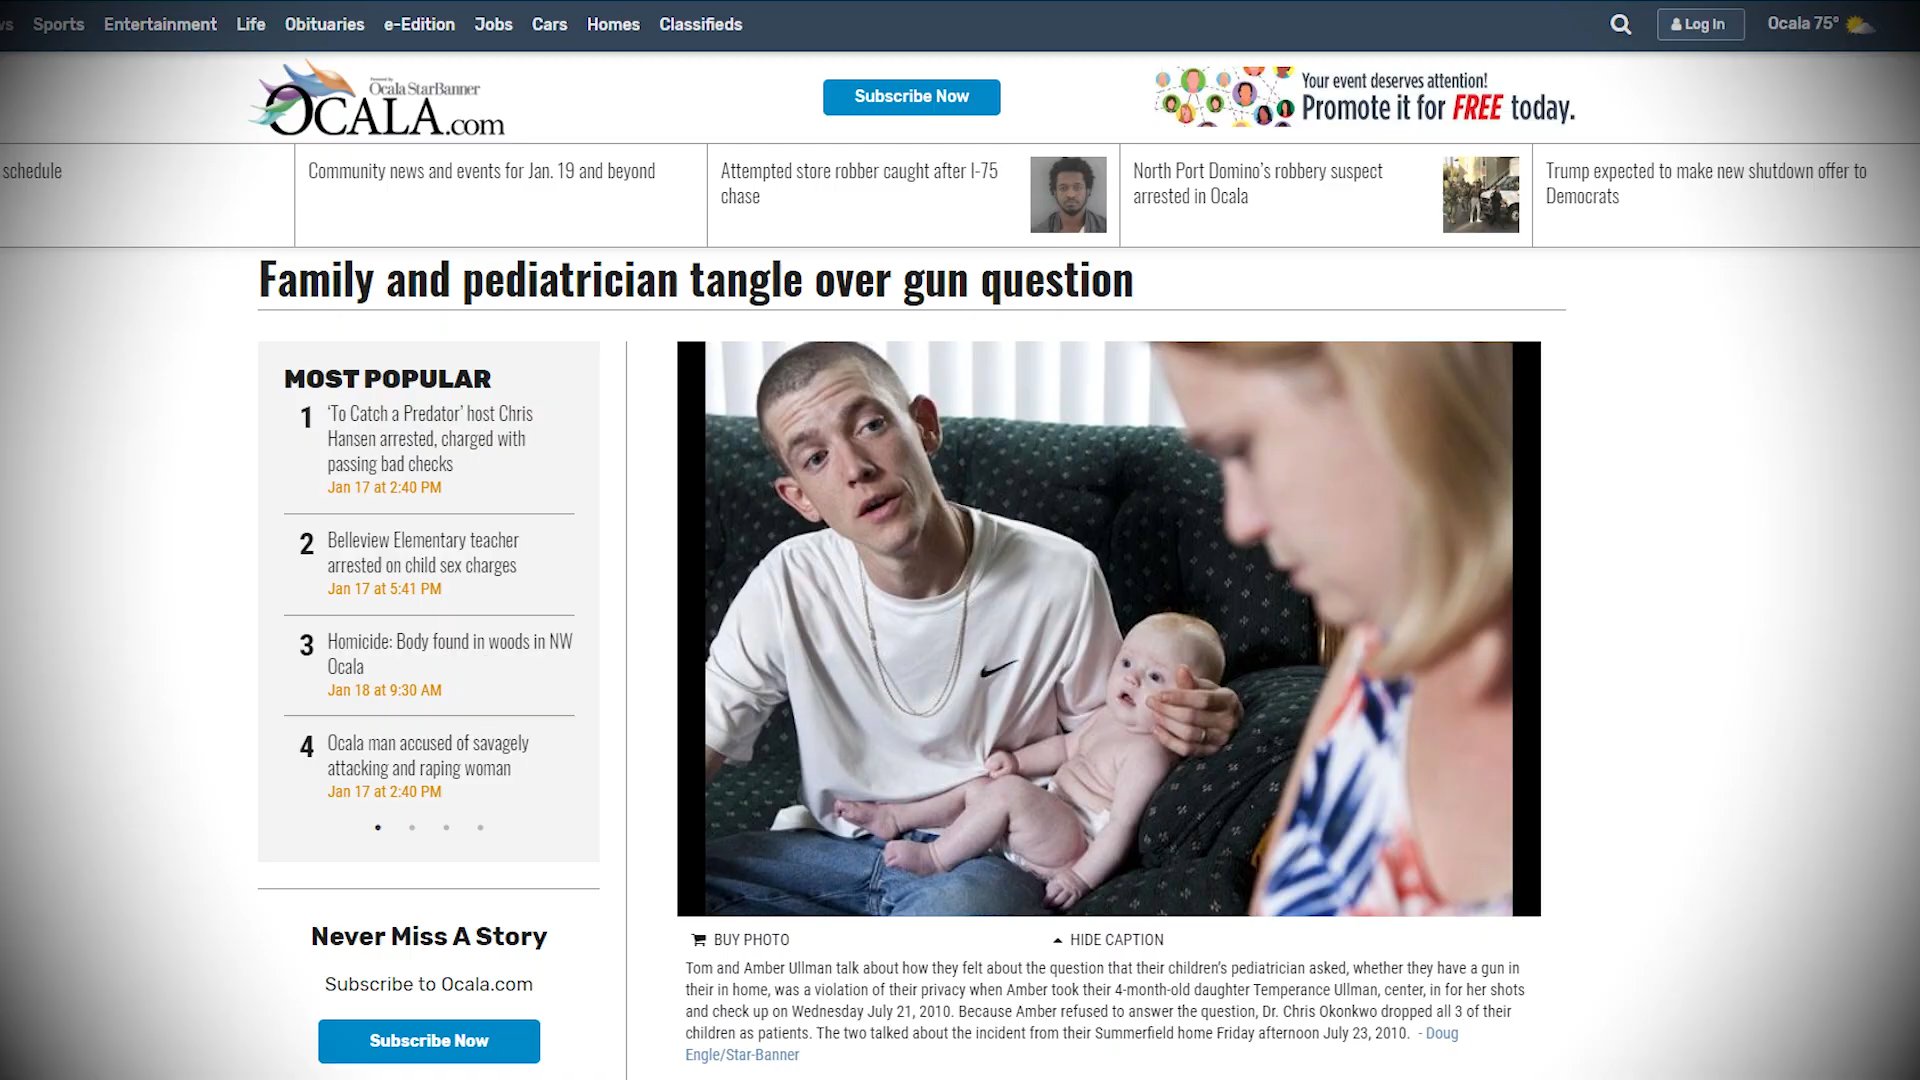 Sports Entertainment Life Obituaries e-Edition Jobs Cars Homes Classifieds
Log In
Ocala 75°
Powered by
Ocala StarBanner
OCALA.com
Subscribe Now
Your event deserves attention!
Promote it for FREE today.
schedule
Community news and events for Jan. 19 and beyond
Attempted store robber caught after I-75
chase
North Port Domino's robbery suspect
arrested in Ocala
Trump expected to make new shutdown offer to
Democrats
Family and pediatrician tangle over gun question
MOST POPULAR
1 ‘To Catch a Predator’ host Chris
Hansen arrested, charged with
passing bad checks
Jan 17 at 2:40 PM
2 Belleview Elementary teacher
arrested on child sex charges
Jan 17 at 5:41 PM
3 Homicide: Body found in woods in NW
Ocala
Jan 18 at 9:30 AM
4 Ocala man accused of savagely
attacking and raping woman
Jan 17 at 2:40 PM
Never Miss A Story
Subscribe to Ocala.com
Subscribe Now
BUY PHOTO
HIDE CAPTION
Tom and Amber Ullman talk about how they felt about the question that their children's pediatrician asked, whether they have a gun in
their in home, was a violation of their privacy when Amber took their 4-month-old daughter Temperance Ullman, center, in for her shots
and check up on Wednesday July 21, 2010. Because Amber refused to answer the question, Dr. Chris Okonkwo dropped all 3 of their
children as patients. The two talked about the incident from their Summerfield home Friday afternoon July 23, 2010. - Doug
Engle/Star-Banner